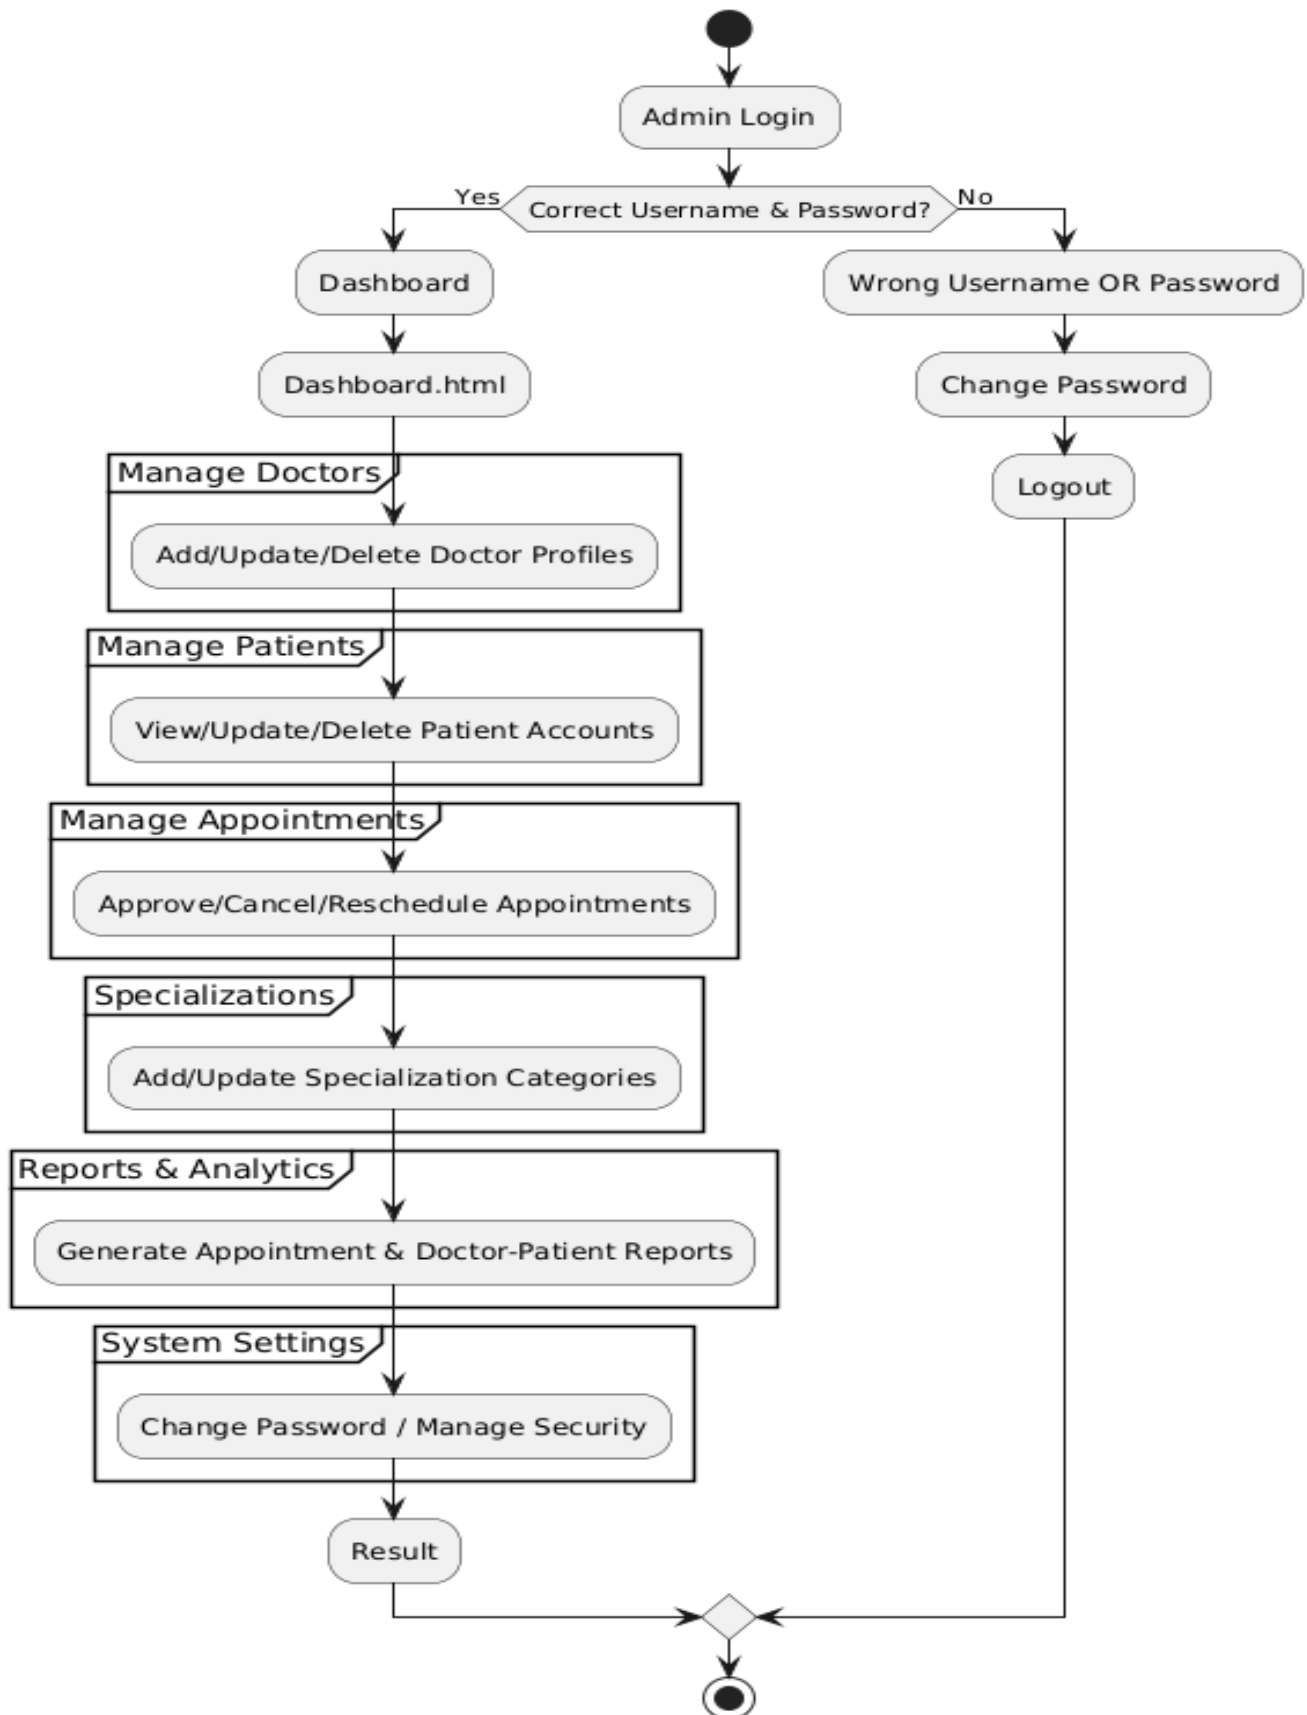 Admin Login
Yes
Correct Username & Password?
No
Dashboard
Wrong Username OR Password
Dashboard.html
Change Password
Manage Doctors
Logout
Add/Update/Delete Doctor Profiles
Manage Patients
View/Update/Delete Patient Accounts
Manage Appointments
Approve/Cancel/Reschedule Appointments
Specializations
Add/Update Specialization Categories
Reports & Analytics
Generate Appointment & Doctor-Patient Reports
System Settings
Change Password / Manage Security
Result